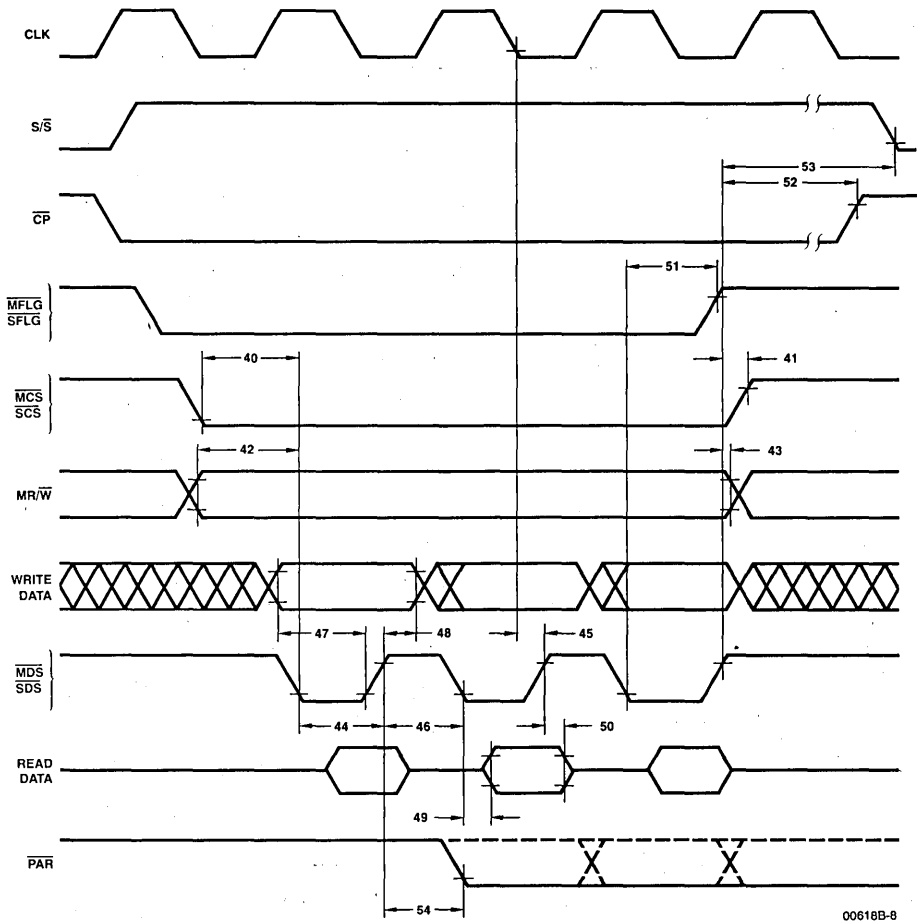 CLK
S/S̅
53
52
C̅P̅
51
M̅F̅L̅G̅
S̅F̅L̅G̅
40
41
M̅C̅S̅
S̅C̅S̅
42
43
MR/W̅
WRITE
DATA
47
48
45
M̅D̅S̅
S̅D̅S̅
44
46
50
READ
DATA
49
P̅A̅R̅
54
00618B-8